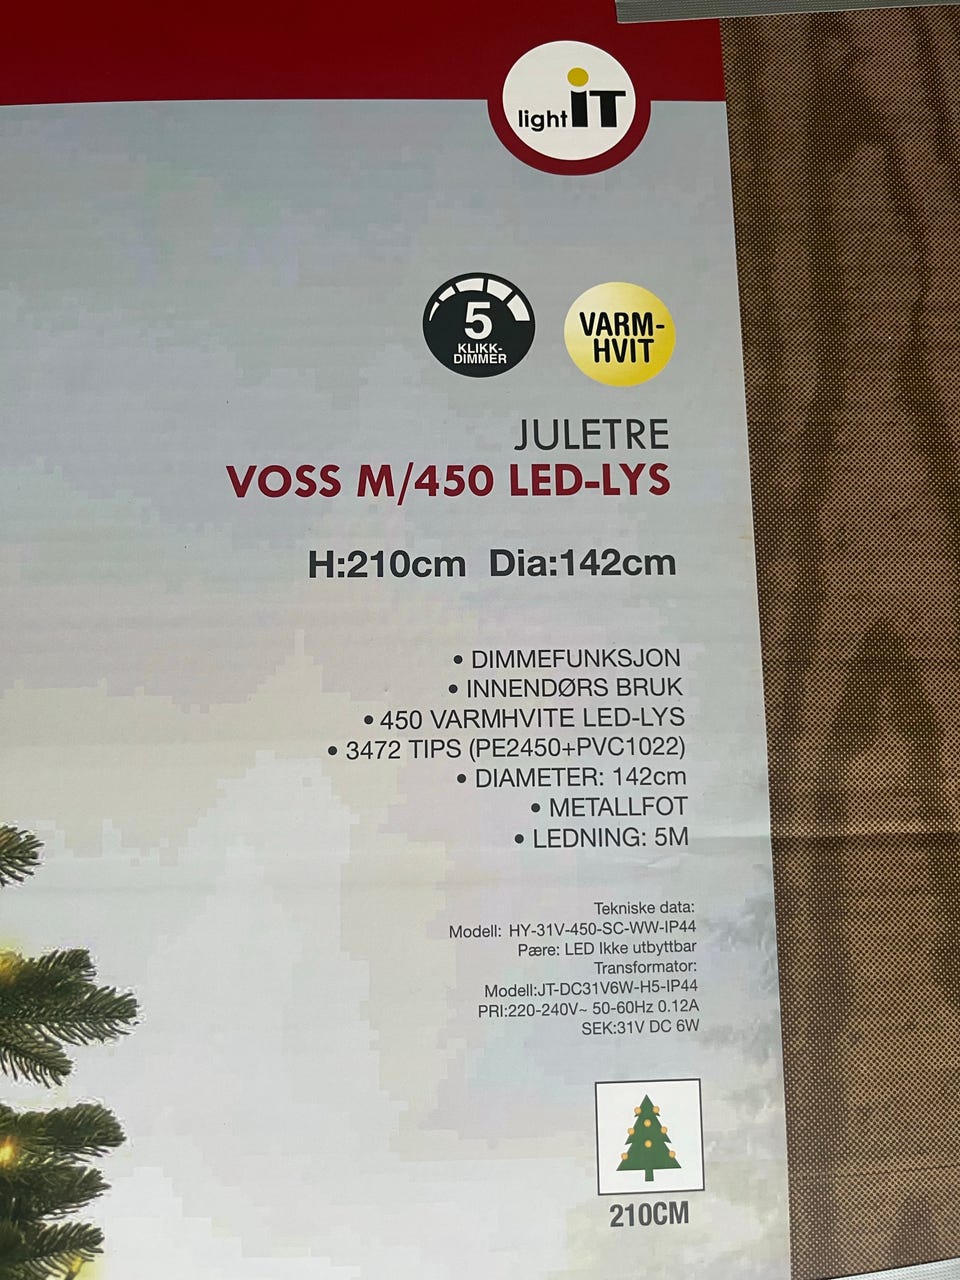 light iT
5
KLIKK-
DIMMER
VARM-
HVIT
JULETRE
VOSS M/450 LED-LYS
H:210cm Dia:142cm
• DIMMEFUNKSJON
• INNENDØRS BRUK
• 450 VARMHVITE LED-LYS
• 3472 TIPS (PE2450+PVC1022)
• DIAMETER: 142cm
• METALLFOT
• LEDNING: 5M
Tekniske data:
Modell: HY-31V-450-SC-WW-IP44
Pære: LED Ikke utbyttbar
Transformator:
Modell:JT-DC31V6W-H5-IP44
PRI:220-240V~ 50-60Hz 0.12A
SEK:31V DC 6W
210CM